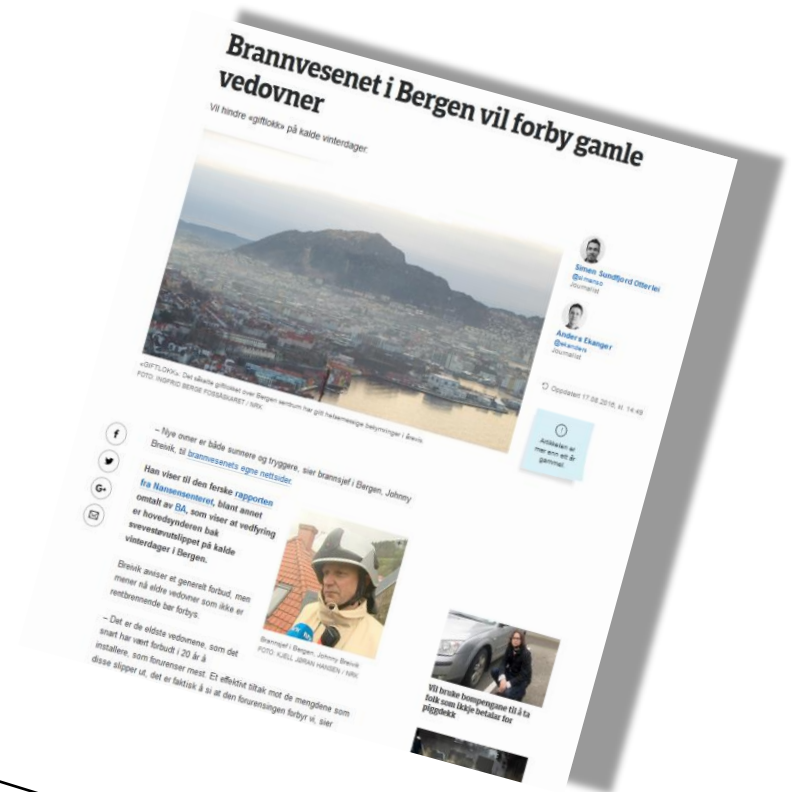 Brannvesenet i Bergen vil forby gamle
vedovner
Vil hindre «giftlokk» på kalde vinterdager.
«GIFTLOKK»: Det såkalte giftlokket over Bergen sentrum har gitt helsemessige bekymringer i årevis.
FOTO: INGFRID BERGE FOSSÅSKARET / NRK
Simen Sundfjord Otterlei
@simenso
Journalist
Anders Ekanger
@ekanders
Journalist
Oppdatert 17.08.2016, kl. 14:49
Artikkelen er
mer enn ett år
gammel.
– Nye ovner er både sunnere og tryggere, sier brannsjef i Bergen, Johnny
Breivik, til brannvesenets egne nettsider.
Han viser til den ferske rapporten
fra Nansensenteret, blant annet
omtalt av BA, som viser at vedfyring
er hovedsynderen bak
svevestøvutslippet på kalde
vinterdager i Bergen.
Breivik avviser et generelt forbud, men
mener nå eldre vedovner som ikke er
rentbrennende bør forbys.
– Det er de eldste vedovnene, som det
snart har vært forbudt i 20 år å
installere, som forurenser mest. Et effektivt tiltak mot de mengdene som
disse slipper ut, det er faktisk å si at den forurensingen forbyr vi, sier
Brannsjef i Bergen, Johnny Breivik
FOTO: KJELL JØRAN HANSEN / NRK
Vil bruke bompengane til å ta
folk som ikkje betalar for
piggdekk